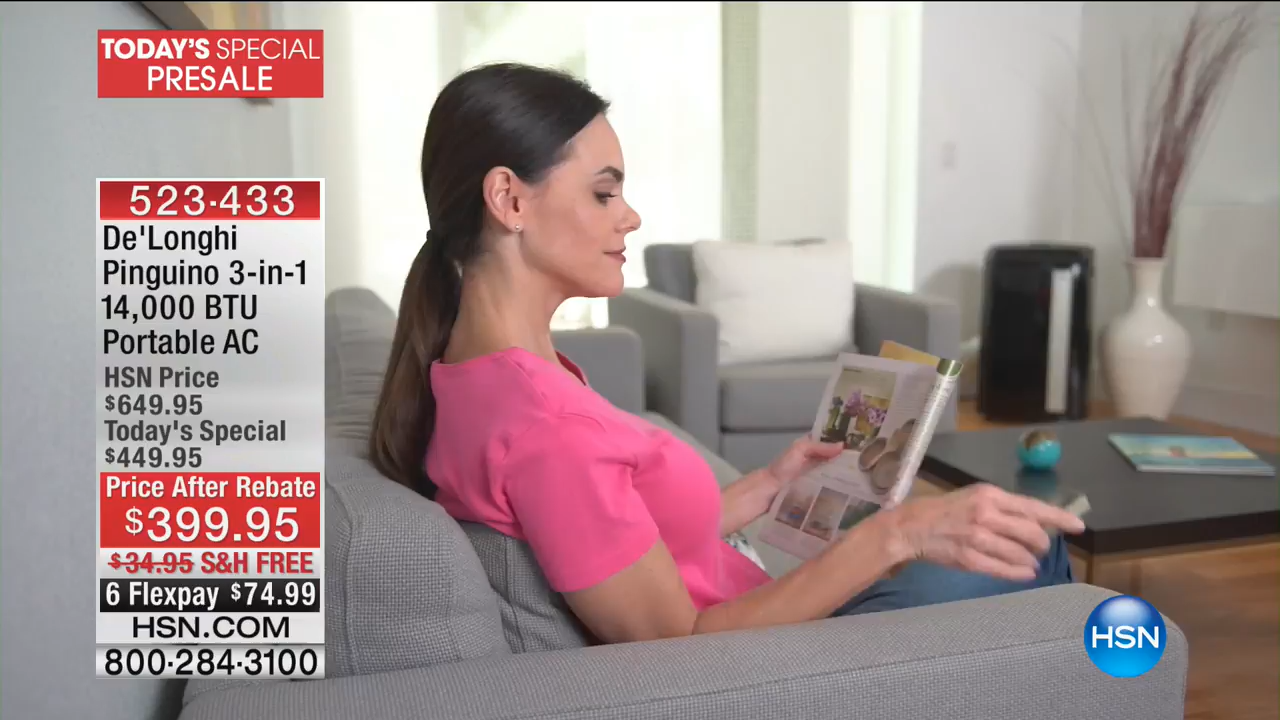 TODAY'S SPECIAL
PRESALE
523·433
De'Longhi
Pinguino 3-in-1
14,000 BTU
Portable AC
HSN Price
$649.95
Today's Special
$449.95
Price After Rebate
$399.95
$34.95 S&H FREE
6 Flexpay $74.99
HSN.COM
800·284·3100
HSN